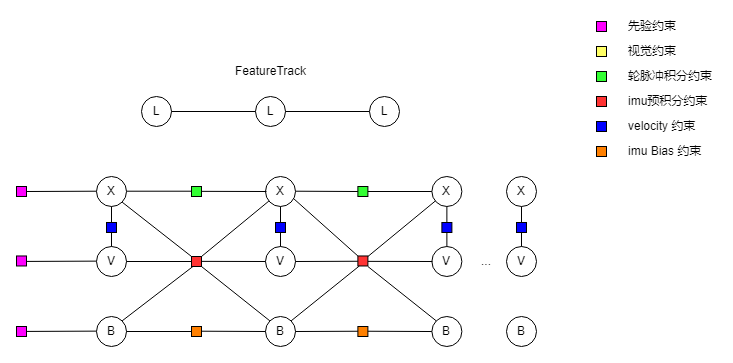 先验约束
视觉约束
FeatureTrack
轮脉冲积分约束
imu预积分约束
L L L
velocity 约束
imu Bias 约束
X X X X
V V V ... V
B B B B